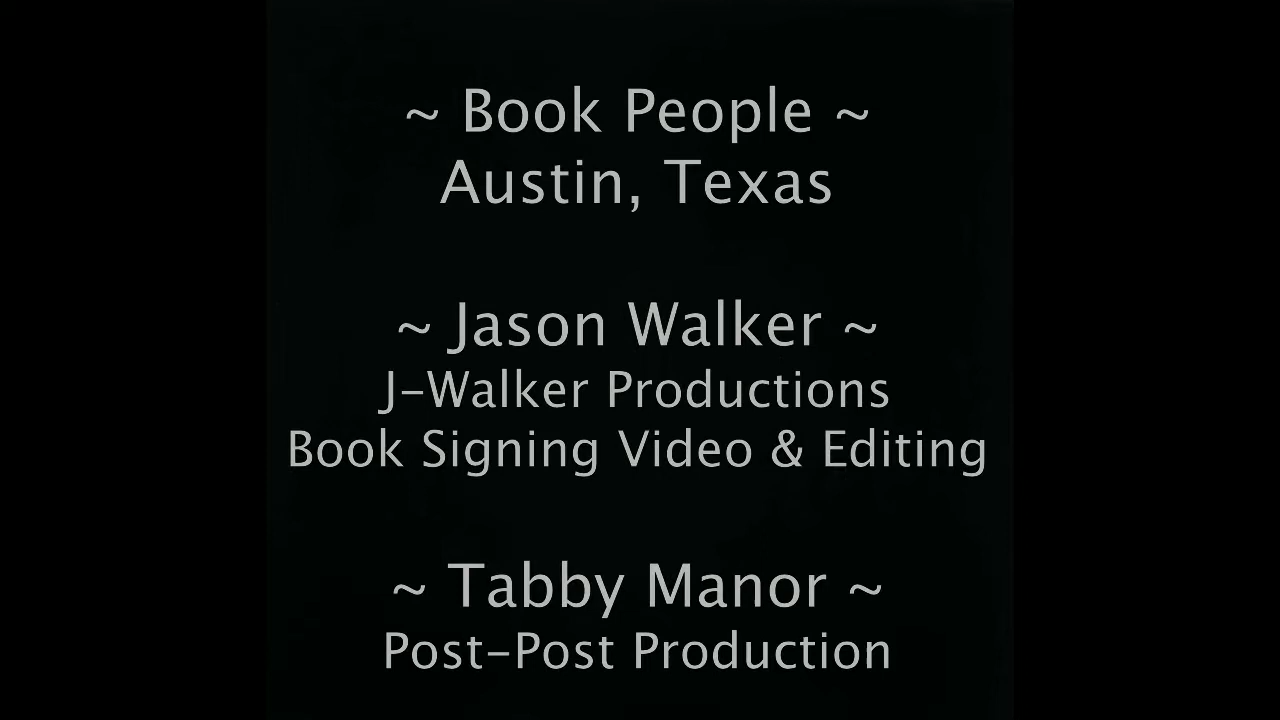 ~ Book People ~
Austin, Texas
~ Jason Walker ~
J-Walker Productions
Book Signing Video & Editing
~ Tabby Manor ~
Post-Post Production